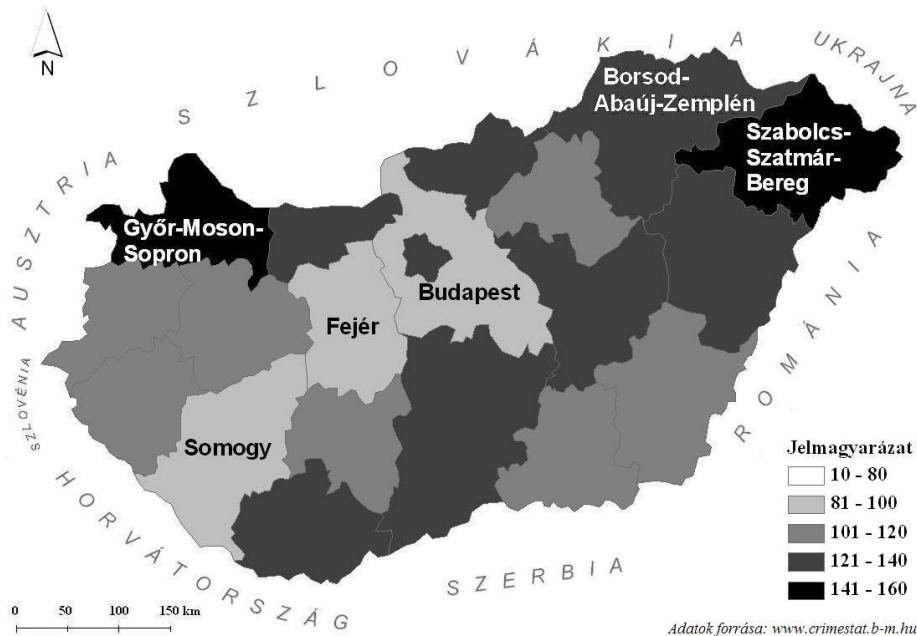 N
AUSZTRIA
SZLOVÁKIA
UKRAJNA
Borsod-
Abaúj-Zemplén
Szabolcs-
Szatmár-
Bereg
Győr-Moson-
Sopron
Budapest
Fejér
Somogy
SZLOVÉNIA
HORVÁTORSZÁG
SZERBIA
ROMÁNIA
Jelmagyarázat
10 - 80
81 - 100
101 - 120
121 - 140
141 - 160
0 50 100 150 km
Adatok forrása: www.crimestat.b-m.hu